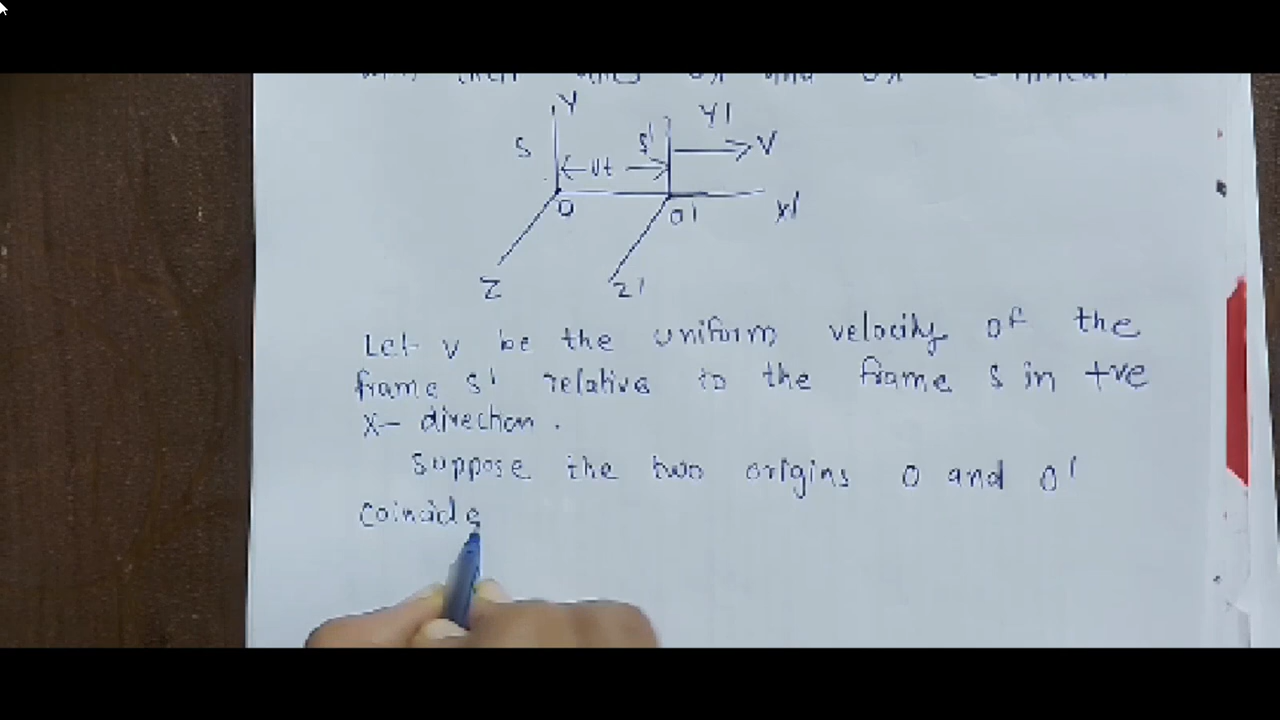 Y
Y'
S
S'
V
vt
O
O'
X'
Z
Z'
Let v be the uniform velocity of the
frame S' relative to the frame S in +ve
X- direction.
Suppose the two origins O and O'
coincide